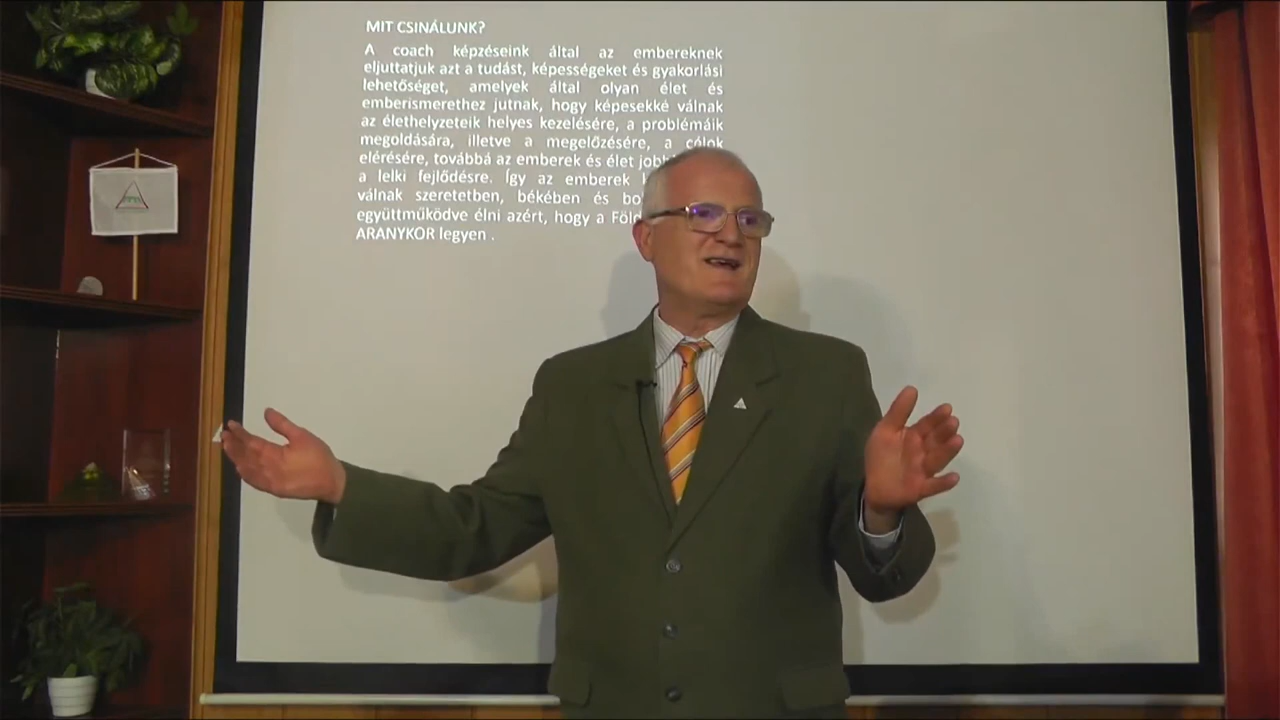 MIT CSINÁLUNK?
A coach képzéseink által az embereknek
eljuttatjuk azt a tudást, képességeket és gyakorlási
lehetőséget, amelyek által olyan élet és
emberismerethez jutnak, hogy képesekké válnak
az élethelyzeteik helyes kezelésére, a problémáik
megoldására, illetve a megelőzésére, a célok
elérésére, továbbá az emberek és élet
a lelki fejlődésre. Így az emberek
válnak szeretetben, békében és
együttműködve élni azért, hogy a
ARANYKOR legyen .